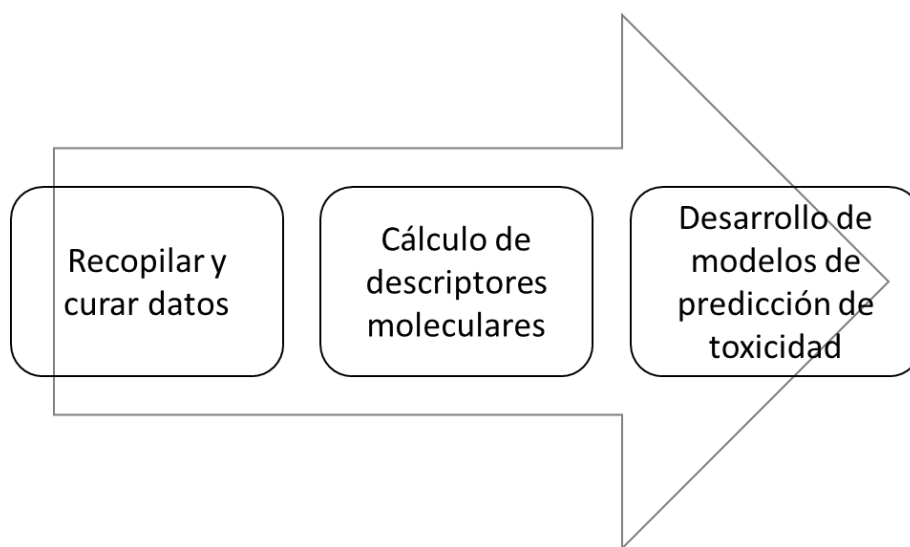 Recopilar y
curar datos
Cálculo de
descriptores
moleculares
Desarrollo de
modelos de
predicción de
toxicidad